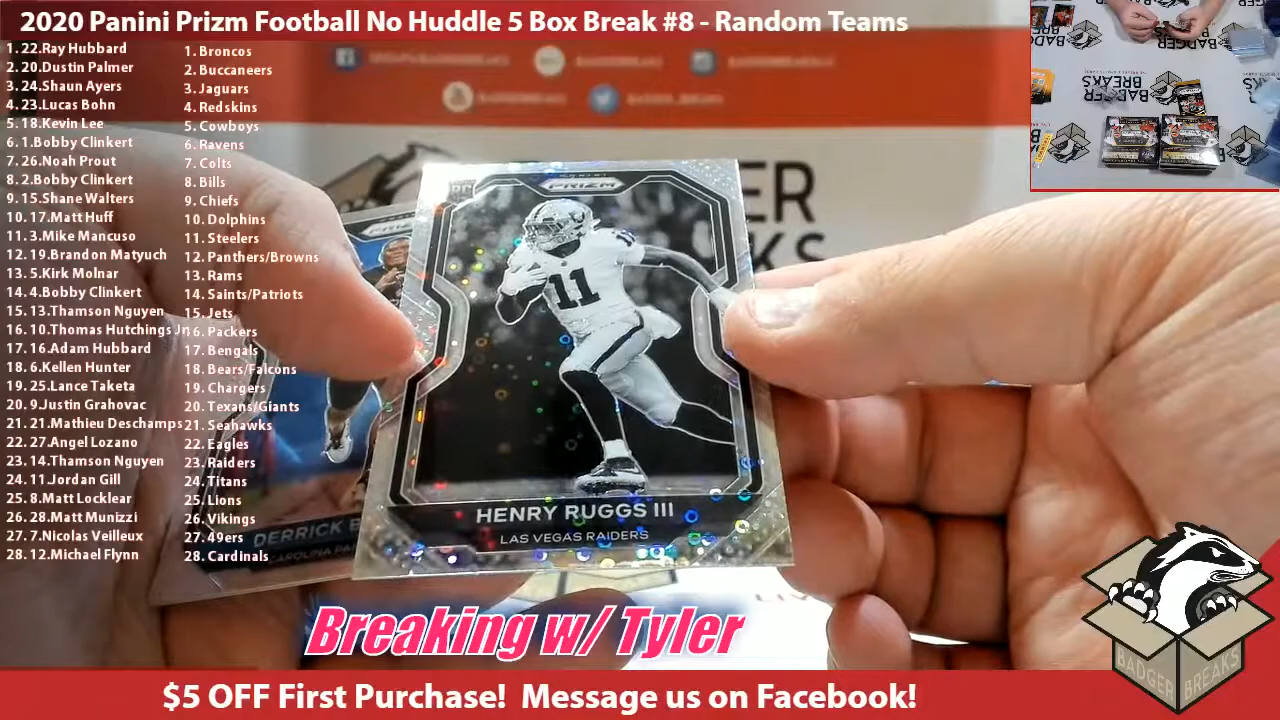 2020 Panini Prizm Football No Huddle 5 Box Break #8 - Random Teams
1. 22.Ray Hubbard
2. 20.Dustin Palmer
3. 24.Shaun Ayers
4. 23.Lucas Bohn
5. 18.Kevin Lee
6. 1.Bobby Clinkert
7. 26.Noah Prout
8. 2.Bobby Clinkert
9. 15.Shane Walters
10. 17.Matt Huff
11. 3.Mike Mancuso
12. 19.Brandon Matyuch
13. 5.Kirk Molnar
14. 4.Bobby Clinkert
15. 13.Thamson Nguyen
16. 10.Thomas Hutchings Jr.
17. 16.Adam Hubbard
18. 6.Kellen Hunter
19. 25.Lance Taketa
20. 9.Justin Grahovac
21. 21.Mathieu Deschamps
22. 27.Angel Lozano
23. 14.Thamson Nguyen
24. 11.Jordan Gill
25. 8.Matt Locklear
26. 28.Matt Munizzi
27. 7.Nicolas Veilleux
28. 12.Michael Flynn
1. Broncos
2. Buccaneers
3. Jaguars
4. Redskins
5. Cowboys
6. Ravens
7. Colts
8. Bills
9. Chiefs
10. Dolphins
11. Steelers
12. Panthers/Browns
13. Rams
14. Saints/Patriots
15. Jets
16. Packers
17. Bengals
18. Bears/Falcons
19. Chargers
20. Texans/Giants
21. Seahawks
22. Eagles
23. Raiders
24. Titans
25. Lions
26. Vikings
27. 49ers
28. Cardinals
RC
PANINI
PRIZM
11
HENRY RUGGS III
LAS VEGAS RAIDERS
DERRICK B
CAROLINA PA
BADGER BREAKS
Breaking w/ Tyler
BADGER BREAKS
$5 OFF First Purchase! Message us on Facebook!